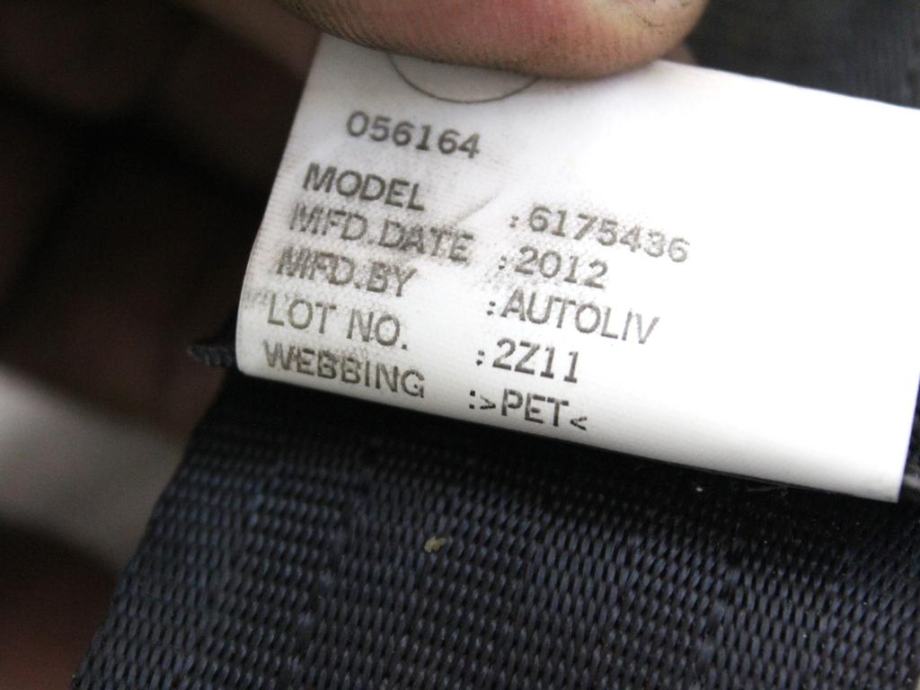 056164
MODEL :6175436
MFD.DATE :2012
MFD.BY :AUTOLIV
LOT NO. :2Z11
WEBBING :>PET<